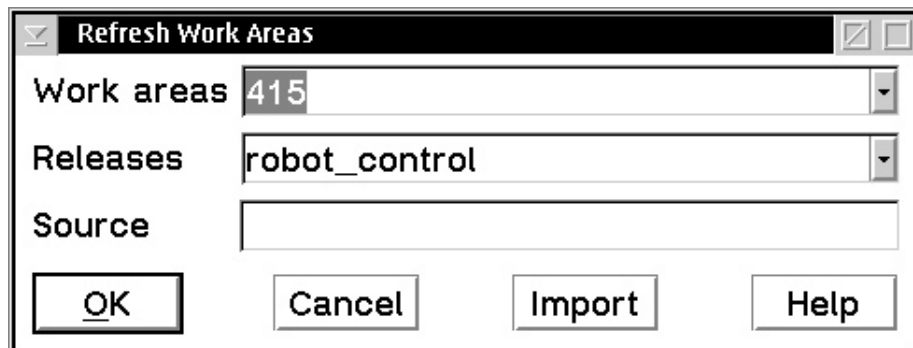 Refresh Work Areas
Work areas 415
Releases robot_control
Source
OK Cancel Import Help